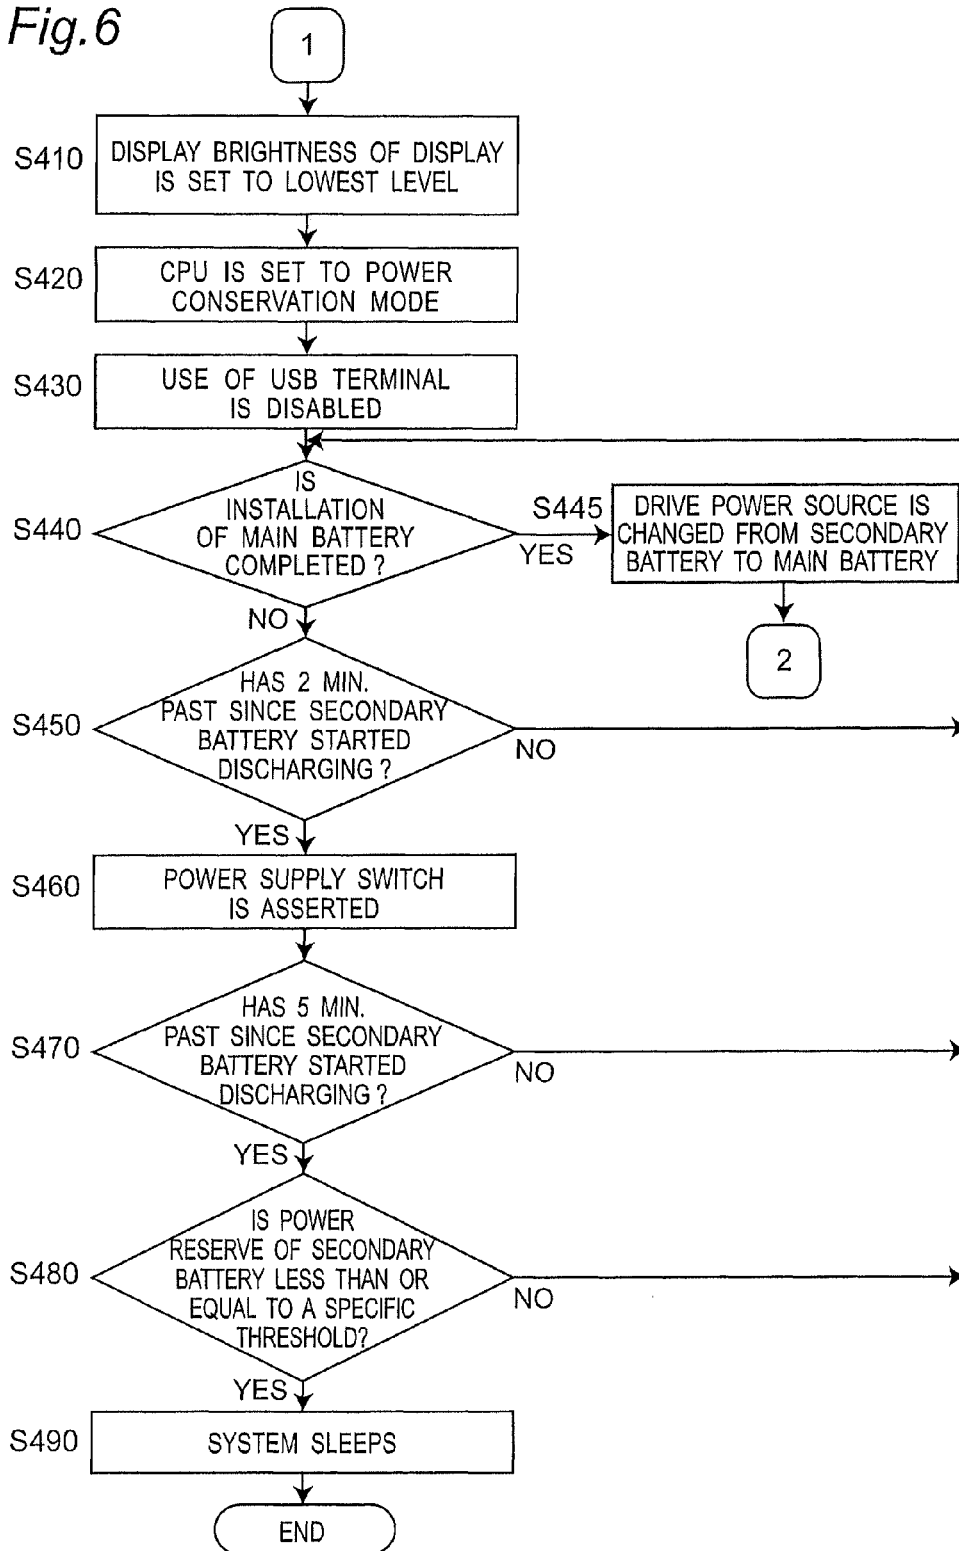 Fig.6
1
S410
DISPLAY BRIGHTNESS OF DISPLAY
IS SET TO LOWEST LEVEL
S420
CPU IS SET TO POWER
CONSERVATION MODE
S430
USE OF USB TERMINAL
IS DISABLED
S440
IS
INSTALLATION
OF MAIN BATTERY
COMPLETED ?
YES
S445
DRIVE POWER SOURCE IS
CHANGED FROM SECONDARY
BATTERY TO MAIN BATTERY
2
NO
S450
HAS 2 MIN.
PAST SINCE SECONDARY
BATTERY STARTED
DISCHARGING ?
NO
YES
S460
POWER SUPPLY SWITCH
IS ASSERTED
S470
HAS 5 MIN.
PAST SINCE SECONDARY
BATTERY STARTED
DISCHARGING ?
NO
YES
S480
IS POWER
RESERVE OF SECONDARY
BATTERY LESS THAN OR
EQUAL TO A SPECIFIC
THRESHOLD?
NO
YES
S490
SYSTEM SLEEPS
END